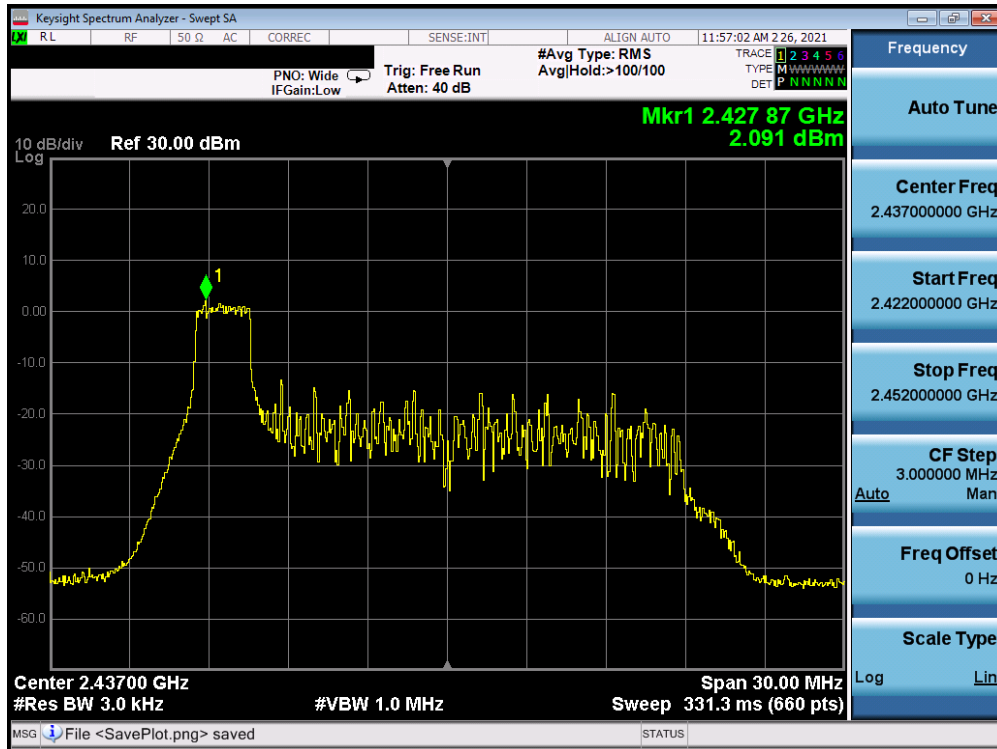 Keysight Spectrum Analyzer - Swept SA
LXI RL RF 50 Ω AC CORREC SENSE:INT ALIGN AUTO 11:57:02 AM 2 26, 2021
PNO: Wide
IFGain:Low
Trig: Free Run
Atten: 40 dB
#Avg Type: RMS
Avg|Hold:>100/100
TRACE 1 2 3 4 5 6
TYPE M WWWWW
DET P N N N N N
Mkr1 2.427 87 GHz
2.091 dBm
10 dB/div Ref 30.00 dBm
Log
20.0
10.0
1
0.00
-10.0
-20.0
-30.0
-40.0
-50.0
-60.0
Center 2.43700 GHz Span 30.00 MHz
#Res BW 3.0 kHz #VBW 1.0 MHz Sweep 331.3 ms (660 pts)
Frequency
Auto Tune
Center Freq
2.437000000 GHz
Start Freq
2.422000000 GHz
Stop Freq
2.452000000 GHz
CF Step
3.000000 MHz
Auto Man
Freq Offset
0 Hz
Scale Type
Log Lin
MSG File <SavePlot.png> saved STATUS